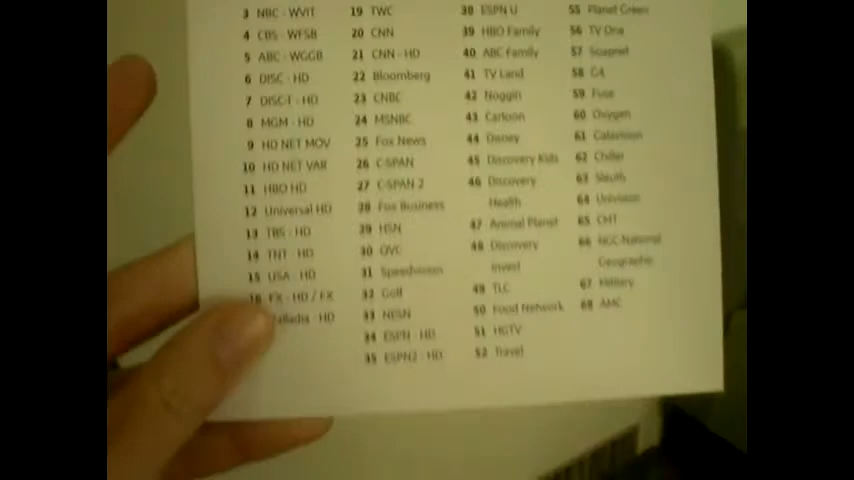 3 NBC - WVIT
4 CBS - WFSB
5 ABC - WGGB
6 DISC - HD
7 DISC-T - HD
8 MGM - HD
9 HD NET MOV
10 HD NET VAR
11 HBO HD
12 Universal HD
13 TBS - HD
14 TNT - HD
15 USA - HD
16 FX - HD / FX
alladia - HD
19 TWC
20 CNN
21 CNN - HD
22 Bloomberg
23 CNBC
24 MSNBC
25 Fox News
26 C-SPAN
27 C-SPAN 2
28 Fox Business
29 HSN
30 QVC
31 Speedvision
32 Golf
33 NESN
34 ESPN - HD
35 ESPN2 - HD
38 ESPN U
39 HBO Family
40 ABC Family
41 TV Land
42 Noggin
43 Cartoon
44 Disney
45 Discovery Kids
46 Discovery
Health
47 Animal Planet
48 Discovery
Invest
49 TLC
50 Food Network
51 HGTV
52 Travel
55 Planet Green
56 TV One
57 Soapnet
58 G4
59 Fuse
60 Oxygen
61 Galavision
62 Chiller
63 Sleuth
64 Univision
65 CMT
66 NGC-National
Geographic
67 Military
68 AMC